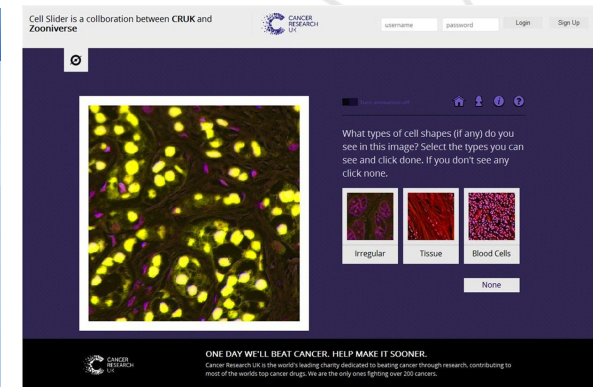 Cell Slider is a collboration between CRUK and
Zooniverse
CANCER
RESEARCH
UK
username
password
Login
Sign Up
What types of cell shapes (if any) do you
see in this image? Select the types you can
see and click done. If you don't see any
click none.
Irregular
Tissue
Blood Cells
None
CANCER
RESEARCH
UK
ONE DAY WE'LL BEAT CANCER. HELP MAKE IT SOONER.
Cancer Research UK is the world's leading charity dedicated to beating cancer through research, contributing to
most of the worlds top cancer drugs. We are the only ones fighting over 200 cancers.